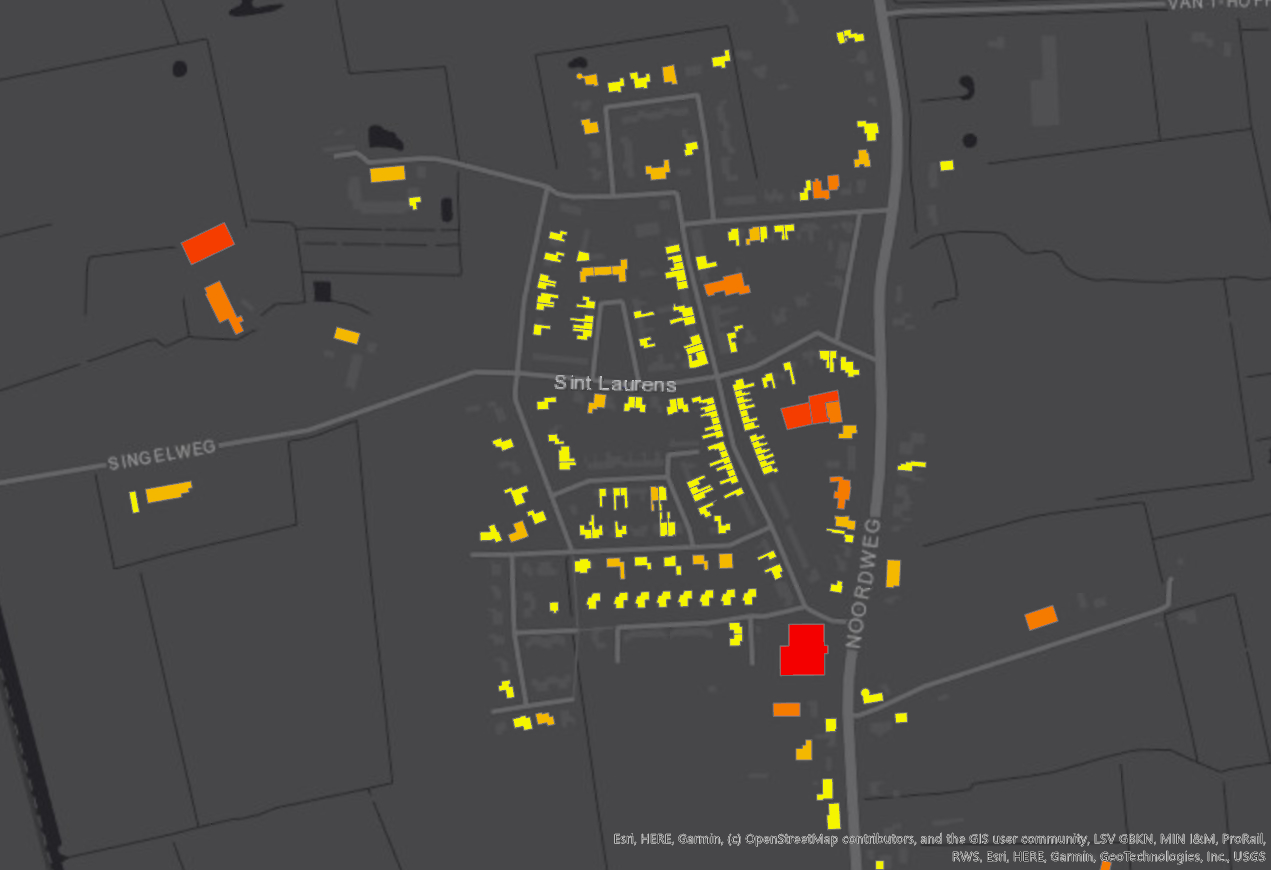 VAN 'T-HOFF
Sint Laurens
SINGELWEG
NOORDWEG
Esri, HERE, Garmin, (c) OpenStreetMap contributors, and the GIS user community, LSV GBKN, MIN I&M, ProRail,
RWS, Esri, HERE, Garmin, GeoTechnologies, Inc., USGS